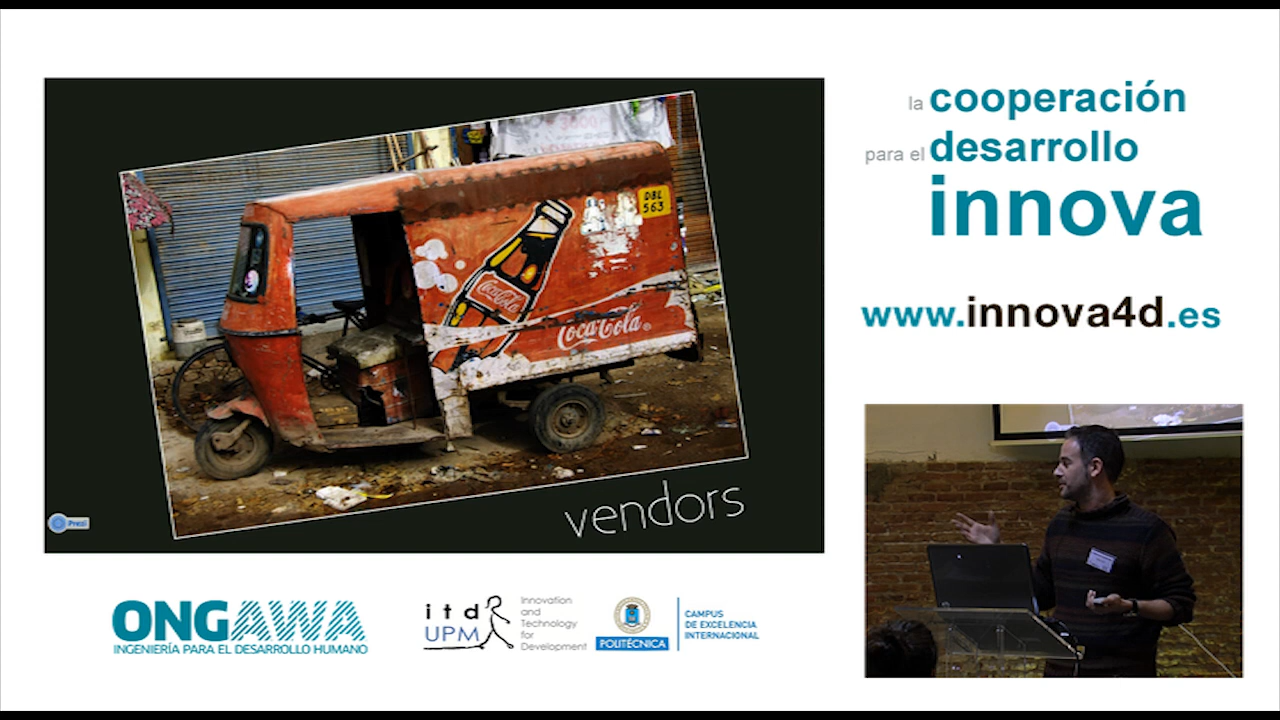 la cooperación
para el desarrollo
innova
www.innova4d.es
DBL
563
Coca-Cola
Coca-Cola
vendors
Prezi
ONGAWA
INGENIERÍA PARA EL DESARROLLO HUMANO
itd
UPM
Innovation
and
Technology
for
Development
POLITÉCNICA
CAMPUS
DE EXCELENCIA
INTERNACIONAL